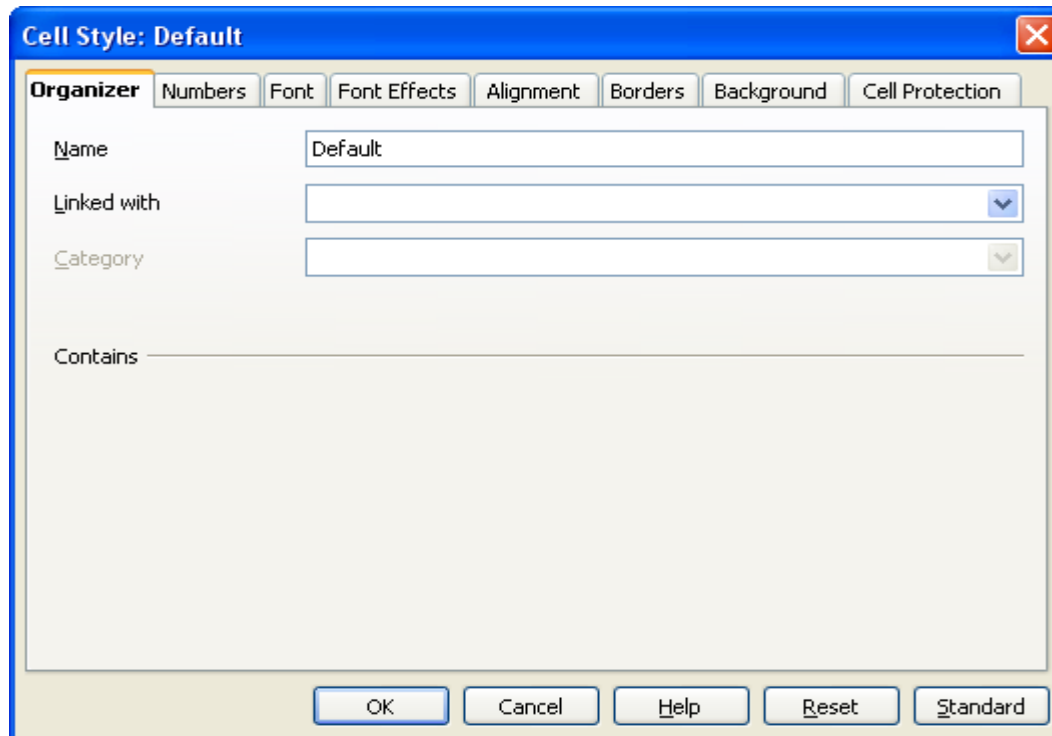 Cell Style: Default
Organizer Numbers Font Font Effects Alignment Borders Background Cell Protection
Name Default
Linked with
Category
Contains
OK Cancel Help Reset Standard